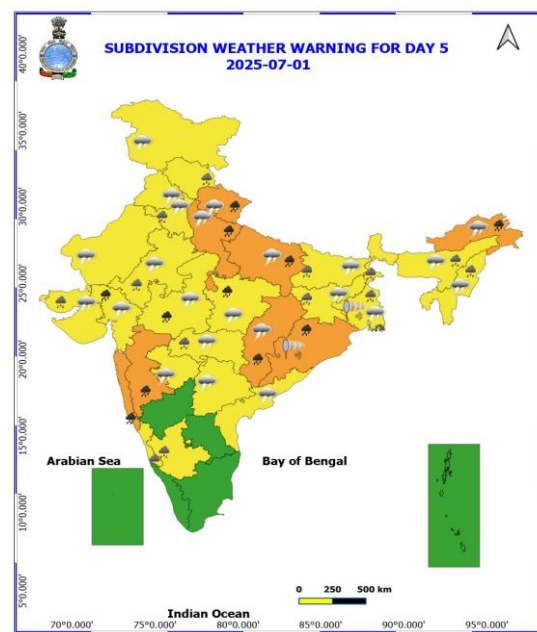 SUBDIVISION WEATHER WARNING FOR DAY 5
2025-07-01
40°0.000'
35°0.000'
30°0.000'
25°0.000'
20°0.000'
15°0.000'
10°0.000'
5°0.000'
Arabian Sea
Bay of Bengal
0 250 500 km
Indian Ocean
70°0.000' 75°0.000' 80°0.000' 85°0.000' 90°0.000' 95°0.000'